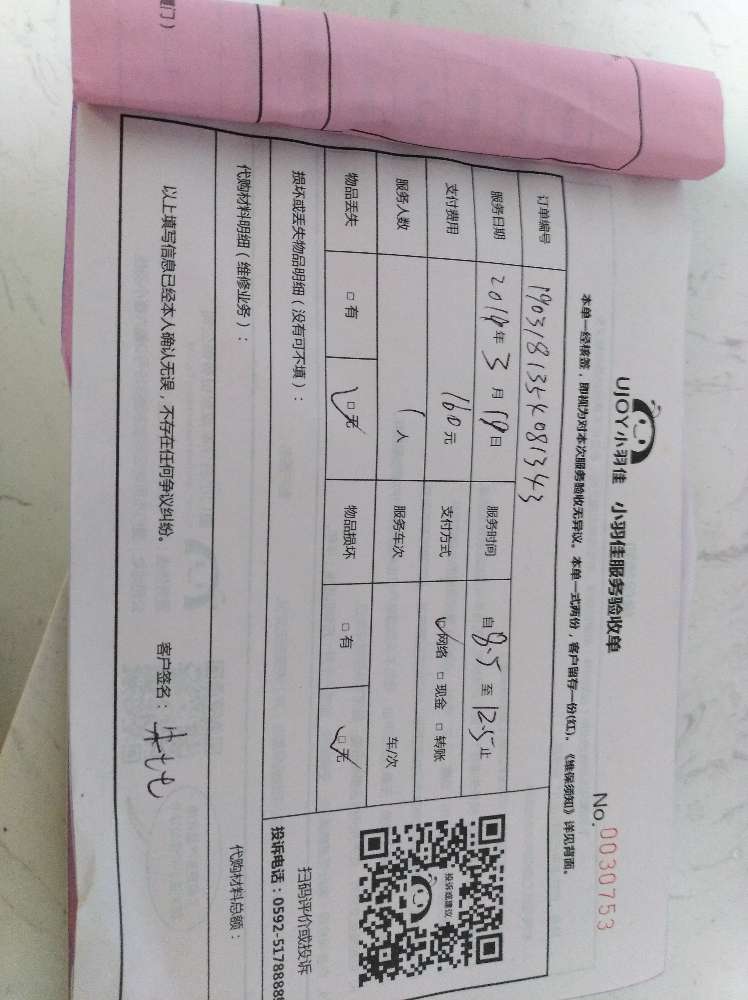 UJOY小羽佳 小羽佳服务验收单
No.0030753
本单一经核签，即视为对本次服务验收无异议。本单一式两份，客户留存一份(红)。《维保须知》详见背面。
订单编号 1903181354081343
服务日期 2019年3月19日 服务时间 自8.5至12.5止
支付费用 160元 支付方式 网络 □现金 □转账
服务人数 1人 服务车次 车/次
物品丢失 □有 □无 物品损坏 □有 □无
损坏或丢失物品明细（没有可不填）：
投诉或建议
扫码评价或投诉
投诉电话：0592-5178888
代购材料明细（维修业务）：
代购材料总额：
以上填写信息已经本人确认无误，不存在任何争议纠纷。 客户签名：